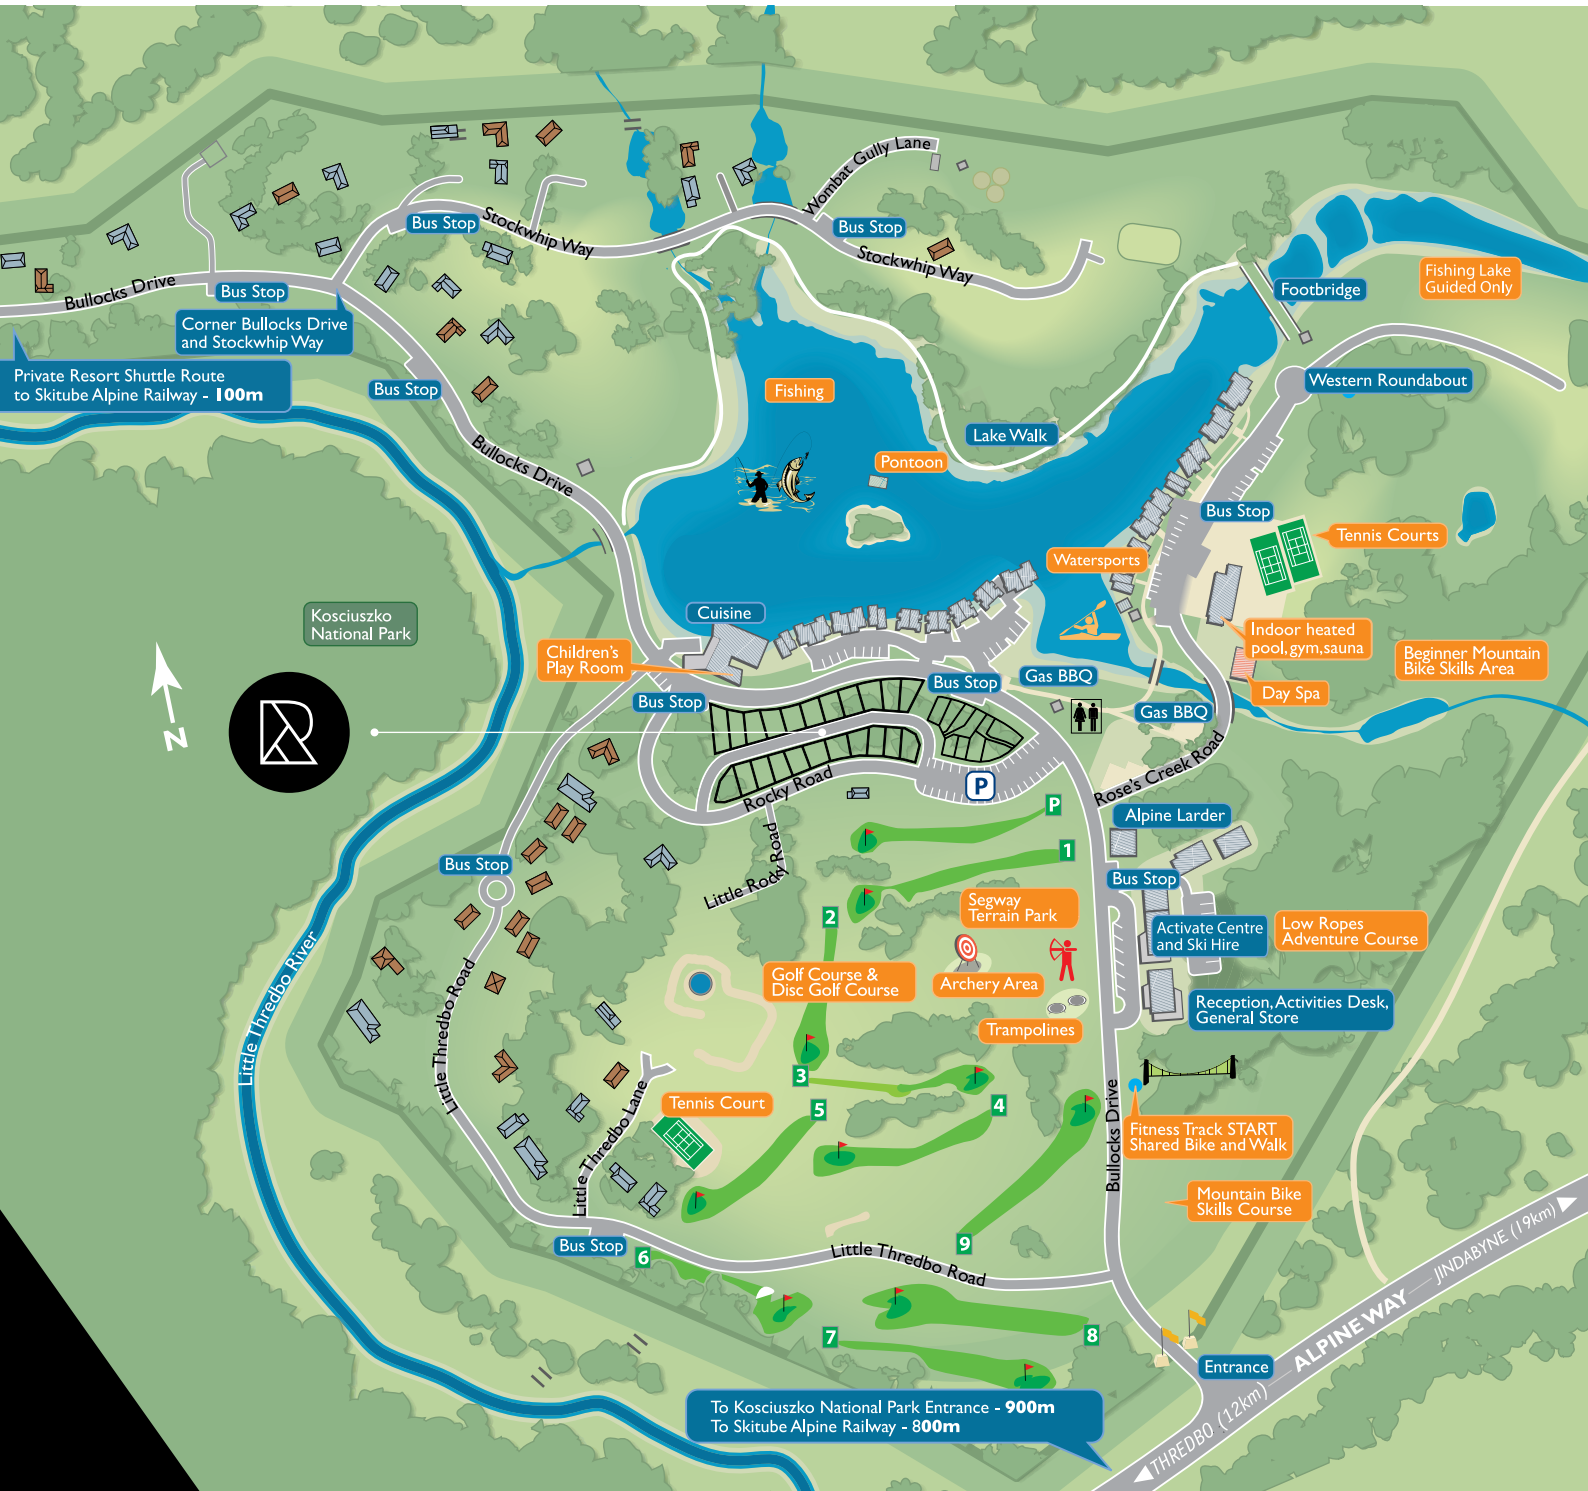 Wombat Gully Lane
Bus Stop
Stockwhip Way
Bus Stop
Stockwhip Way
Bullocks Drive
Bus Stop
Footbridge
Fishing Lake
Guided Only
Corner Bullocks Drive
and Stockwhip Way
Private Resort Shuttle Route
to Skitube Alpine Railway - 100m
Bus Stop
Fishing
Western Roundabout
Lake Walk
Pontoon
Bullocks Drive
Bus Stop
Tennis Courts
Watersports
Kosciuszko
National Park
Cuisine
Children's
Play Room
Indoor heated
pool, gym, sauna
Beginner Mountain
Bike Skills Area
Bus Stop
Bus Stop
Gas BBQ
Day Spa
Gas BBQ
N
R
Rocky Road
P
Rose's Creek Road
P
Alpine Larder
1
Little Rocky Road
Bus Stop
Bus Stop
2
Segway
Terrain Park
Activate Centre
and Ski Hire
Low Ropes
Adventure Course
Golf Course &
Disc Golf Course
Archery Area
Reception, Activities Desk,
General Store
Trampolines
Little Thredbo River
Little Thredbo Road
3
Tennis Court
5
4
Bullocks Drive
Fitness Track START
Shared Bike and Walk
Little Thredbo Lane
Mountain Bike
Skills Course
Bus Stop
6
Little Thredbo Road
9
7
8
Entrance
JINDABYNE (19km)
ALPINE WAY
THREDBO (12km)
To Kosciuszko National Park Entrance - 900m
To Skitube Alpine Railway - 800m